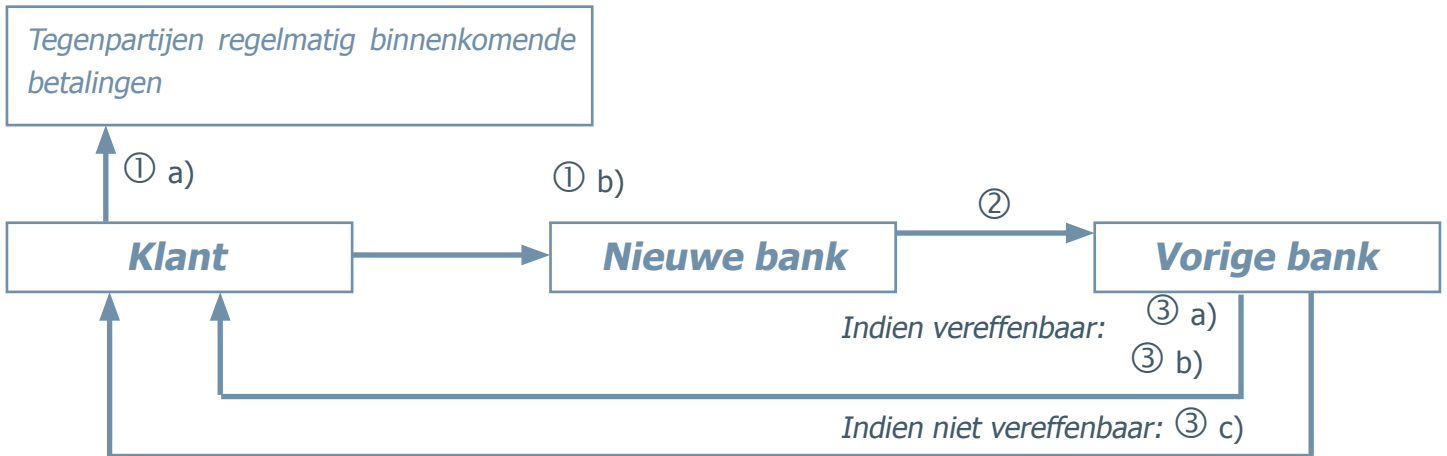 Tegenpartijen regelmatig binnenkomende
betalingen
① a)
① b)
②
Klant
Nieuwe bank
Vorige bank
Indien vereffenbaar: ③ a)
③ b)
Indien niet vereffenbaar: ③ c)